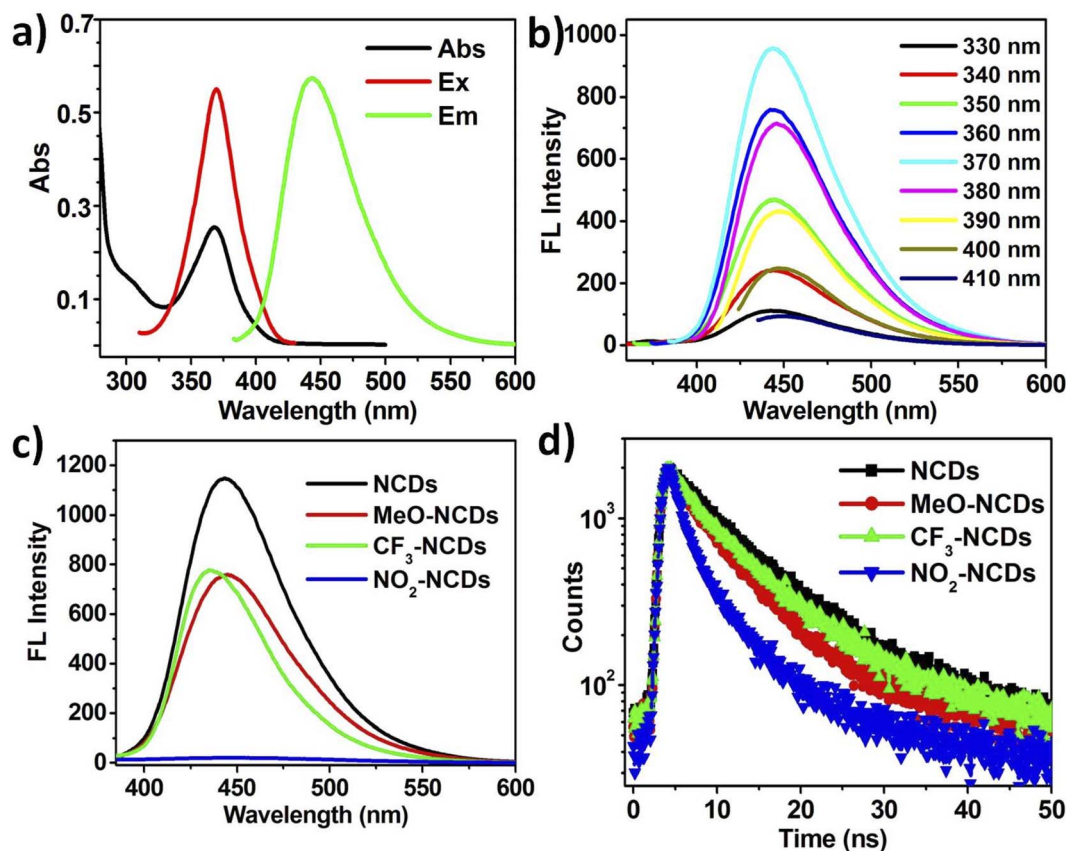 a)
0.7
0.5
0.3
0.1
Abs
Abs
Ex
Em
300
350
400
450
500
550
600
Wavelength (nm)
b)
1000
800
600
400
200
0
FL Intensity
330 nm
340 nm
350 nm
360 nm
370 nm
380 nm
390 nm
400 nm
410 nm
400
450
500
550
600
Wavelength (nm)
c)
1200
1000
800
600
400
200
0
FL Intensity
NCDs
MeO-NCDs
CF₃-NCDs
NO₂-NCDs
400
450
500
550
600
Wavelength (nm)
d)
10³
10²
Counts
NCDs
MeO-NCDs
CF₃-NCDs
NO₂-NCDs
0
10
20
30
40
50
Time (ns)